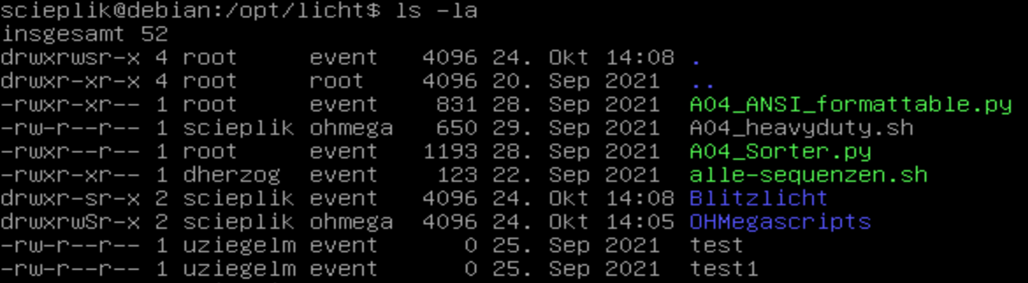 scieplik@debian:/opt/licht$ ls -la
insgesamt 52
drwxrwsr-x 4 root     event    4096 24. Okt 14:08 .
drwxr-xr-x 4 root     root     4096 20. Sep 2021  ..
-rwxr-xr-- 1 root     event     831 28. Sep 2021  A04_ANSI_formattable.py
-rw-r--r-- 1 scieplik ohmega    650 29. Sep 2021  A04_heavyduty.sh
-rwxr--r-- 1 root     event    1193 28. Sep 2021  A04_Sorter.py
-rwxr-xr-- 1 dherzog  event     123 22. Sep 2021  alle-sequenzen.sh
drwxr-sr-x 2 scieplik event    4096 24. Okt 14:08 Blitzlicht
drwxrwSr-x 2 scieplik ohmega   4096 24. Okt 14:05 OHMegascripts
-rw-r--r-- 1 uziegelm event       0 25. Sep 2021  test
-rw-r--r-- 1 uziegelm event       0 25. Sep 2021  test1